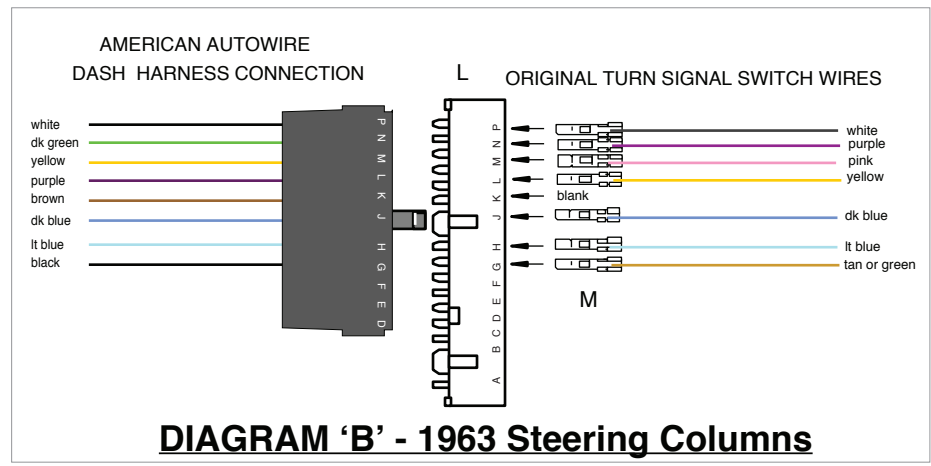 AMERICAN AUTOWIRE
DASH HARNESS CONNECTION
L
ORIGINAL TURN SIGNAL SWITCH WIRES
white
dk green
yellow
purple
brown
dk blue
lt blue
black
P
N
M
L
K
J
H
G
F
E
D
P
N
M
L
K
J
H
G
F
E
D
C
B
A
white
purple
pink
yellow
blank
dk blue
lt blue
tan or green
M
DIAGRAM ‘B’ - 1963 Steering Columns